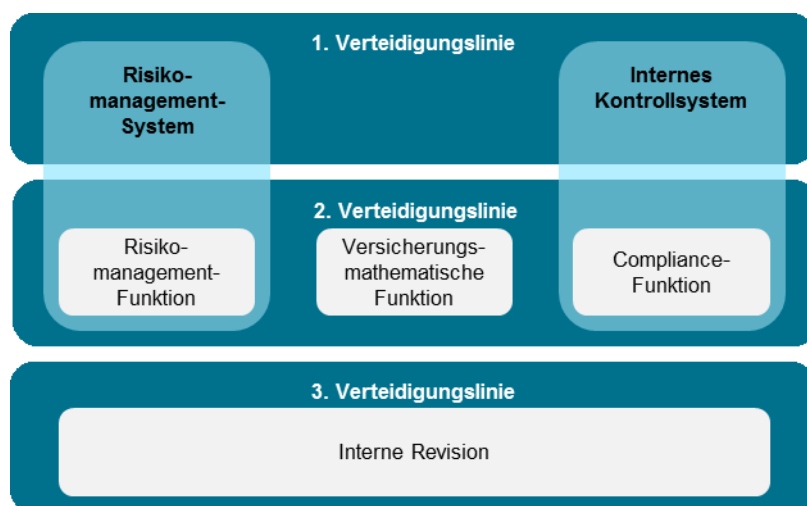 1. Verteidigungslinie
Risiko-
management-
System
Internes
Kontrollsystem
2. Verteidigungslinie
Risiko-
management-
Funktion
Versicherungs-
mathematische
Funktion
Compliance-
Funktion
3. Verteidigungslinie
Interne Revision